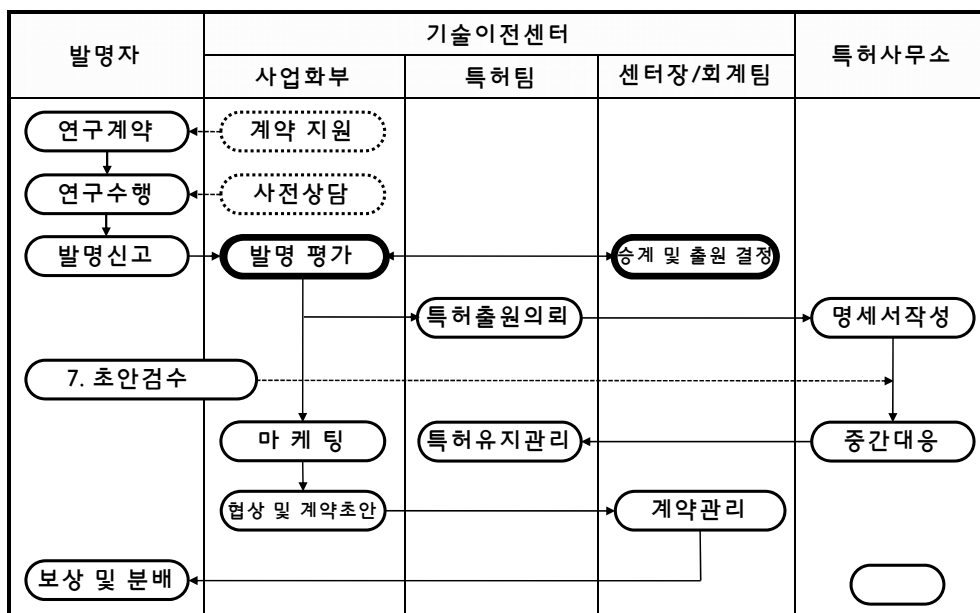 발명자
기술이전센터
특허사무소
사업화부
특허팀
센터장/회계팀
연구계약
계약 지원
연구수행
사전상담
발명신고
발명 평가
승계 및 출원 결정
특허출원의뢰
명세서작성
7. 초안검수
마 케 팅
특허유지관리
중간대응
협상 및 계약초안
계약관리
보상 및 분배